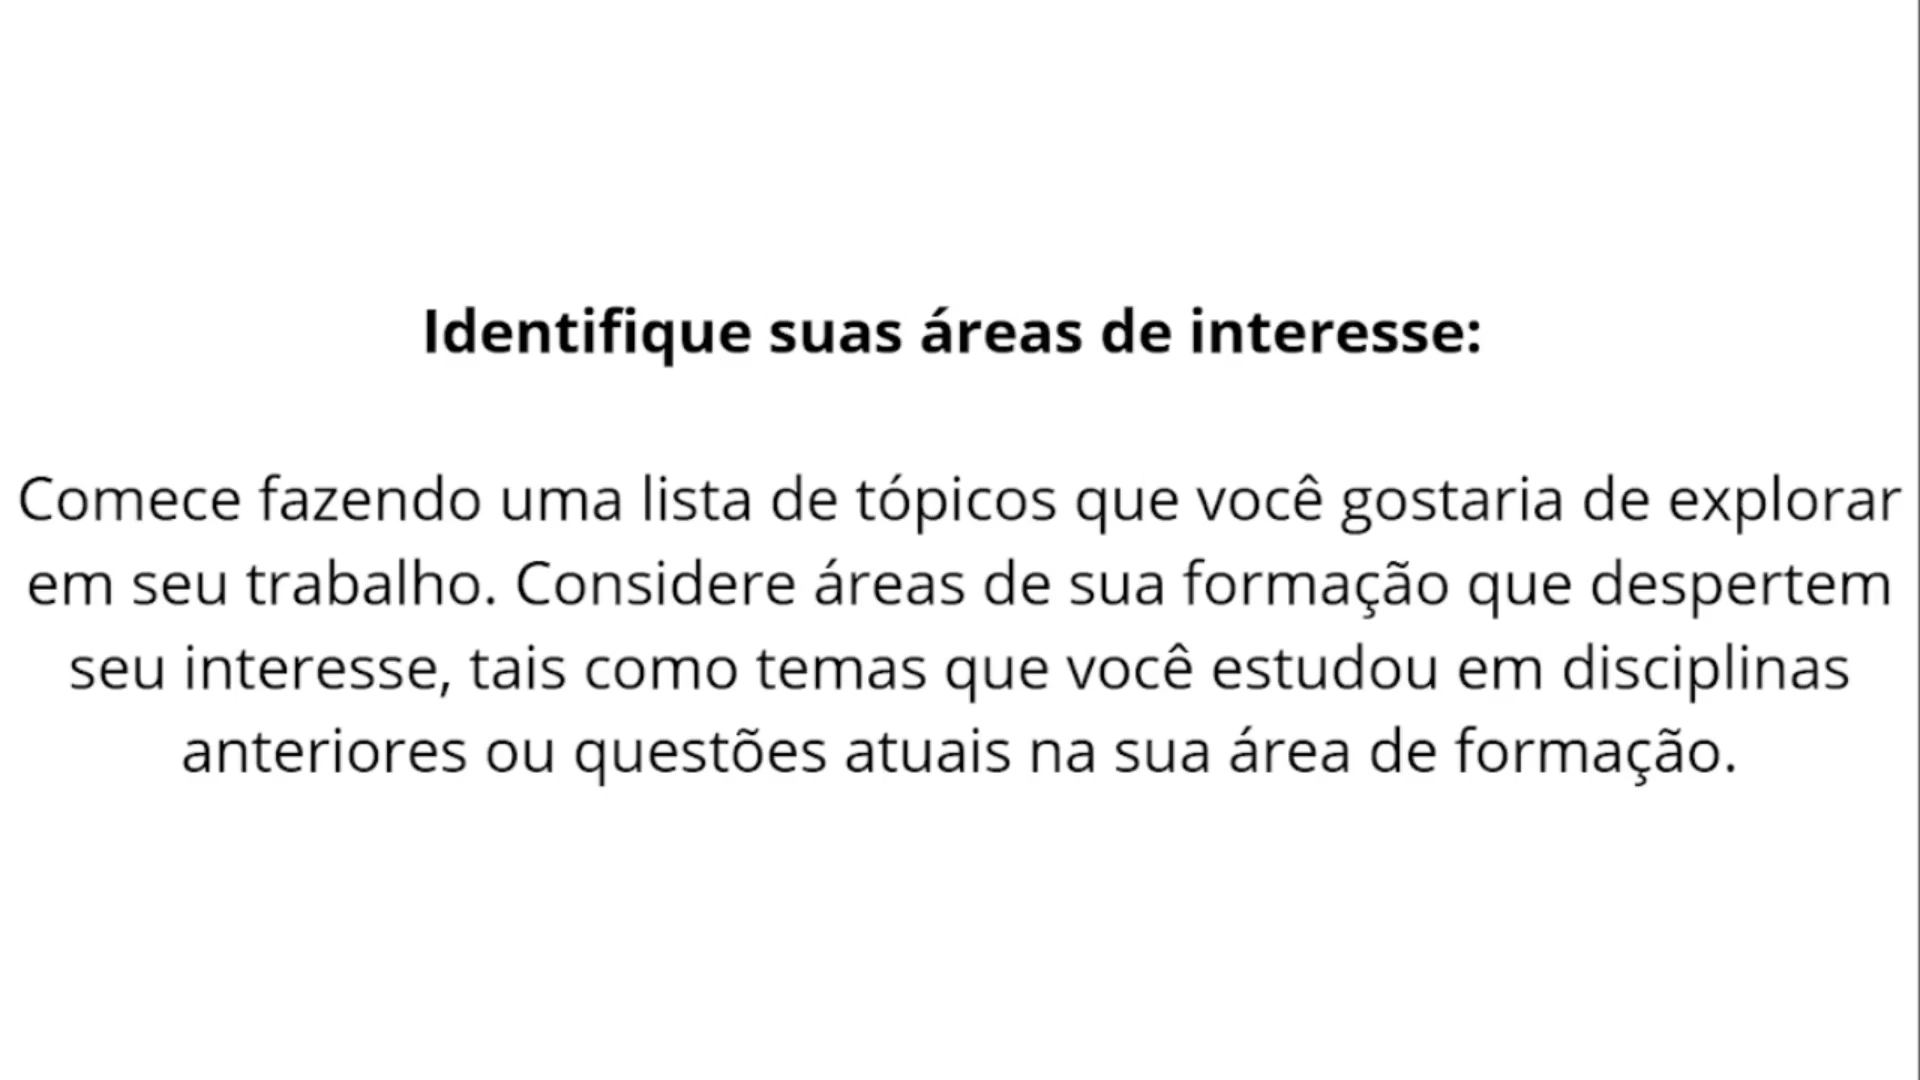 Identifique suas áreas de interesse:
Comece fazendo uma lista de tópicos que você gostaria de explorar
em seu trabalho. Considere áreas de sua formação que despertem
seu interesse, tais como temas que você estudou em disciplinas
anteriores ou questões atuais na sua área de formação.